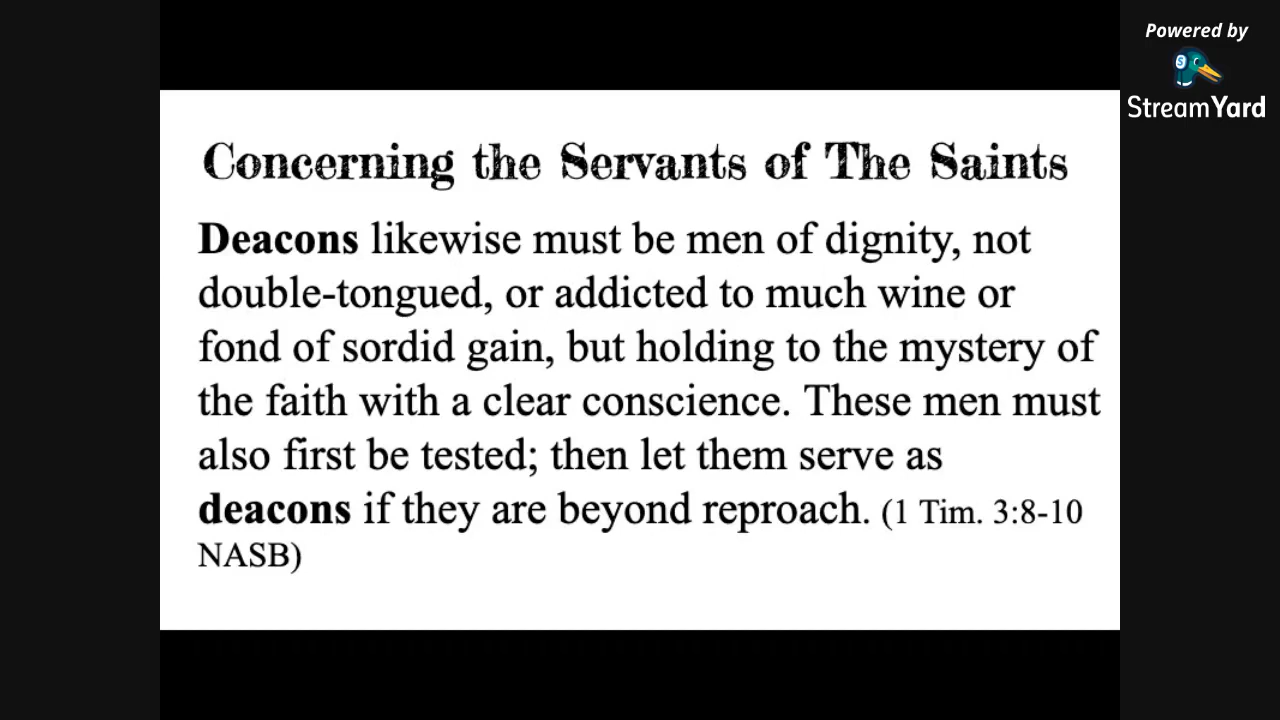 Powered by
StreamYard
Concerning the Servants of The Saints
Deacons likewise must be men of dignity, not
double-tongued, or addicted to much wine or
fond of sordid gain, but holding to the mystery of
the faith with a clear conscience. These men must
also first be tested; then let them serve as
deacons if they are beyond reproach. (1 Tim. 3:8-10
NASB)